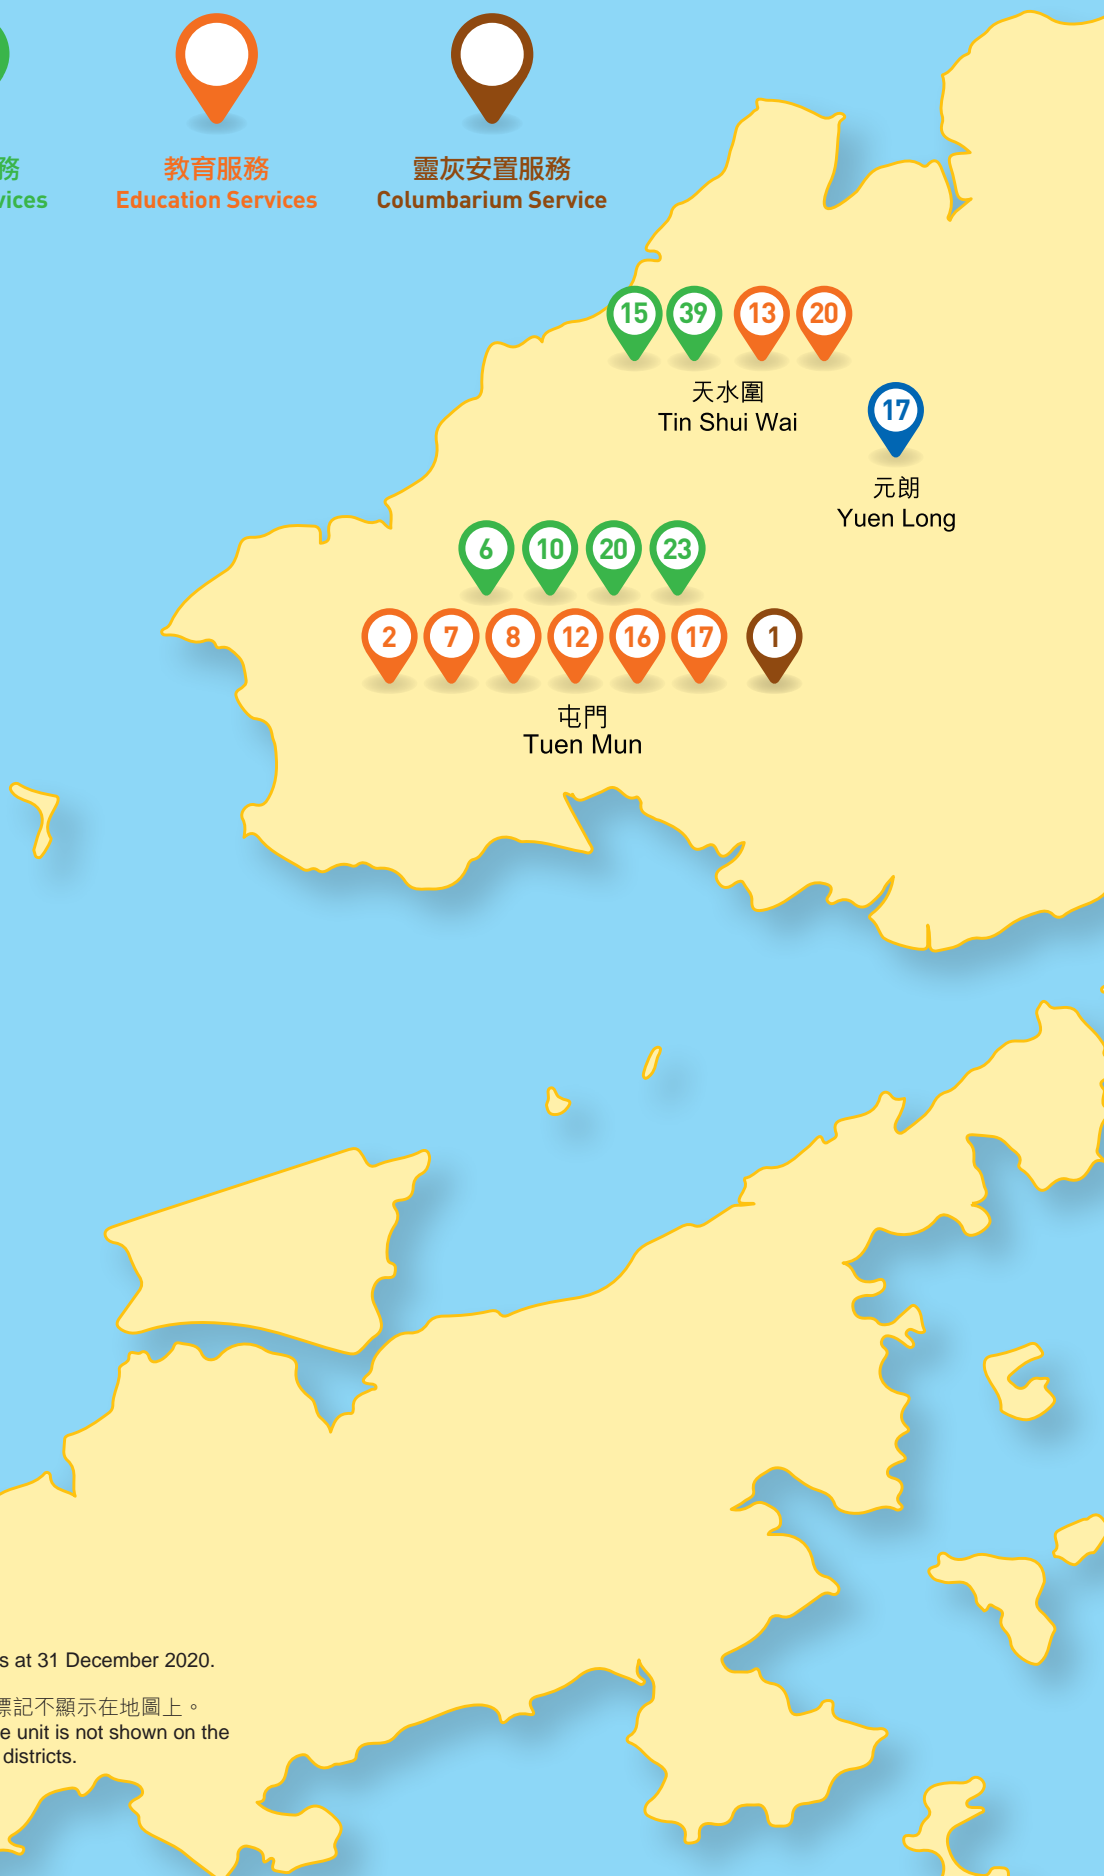 務
vices
教育服務
Education Services
靈灰安置服務
Columbarium Service
15 39 13 20
天水圍
Tin Shui Wai
17
元朗
Yuen Long
6 10 20 23
2 7 8 12 16 17 1
屯門
Tuen Mun
s at 31 December 2020.
標記不顯示在地圖上。
e unit is not shown on the
districts.